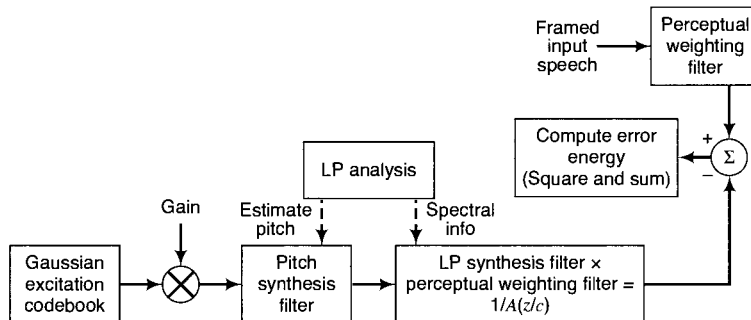 Framed
input
speech
Perceptual
weighting
filter
Compute error
energy
(Square and sum)
+
Σ
−
LP analysis
Gain
Estimate
pitch
Spectral
info
Gaussian
excitation
codebook
Pitch
synthesis
filter
LP synthesis filter ×
perceptual weighting filter =
1/A(z/c)